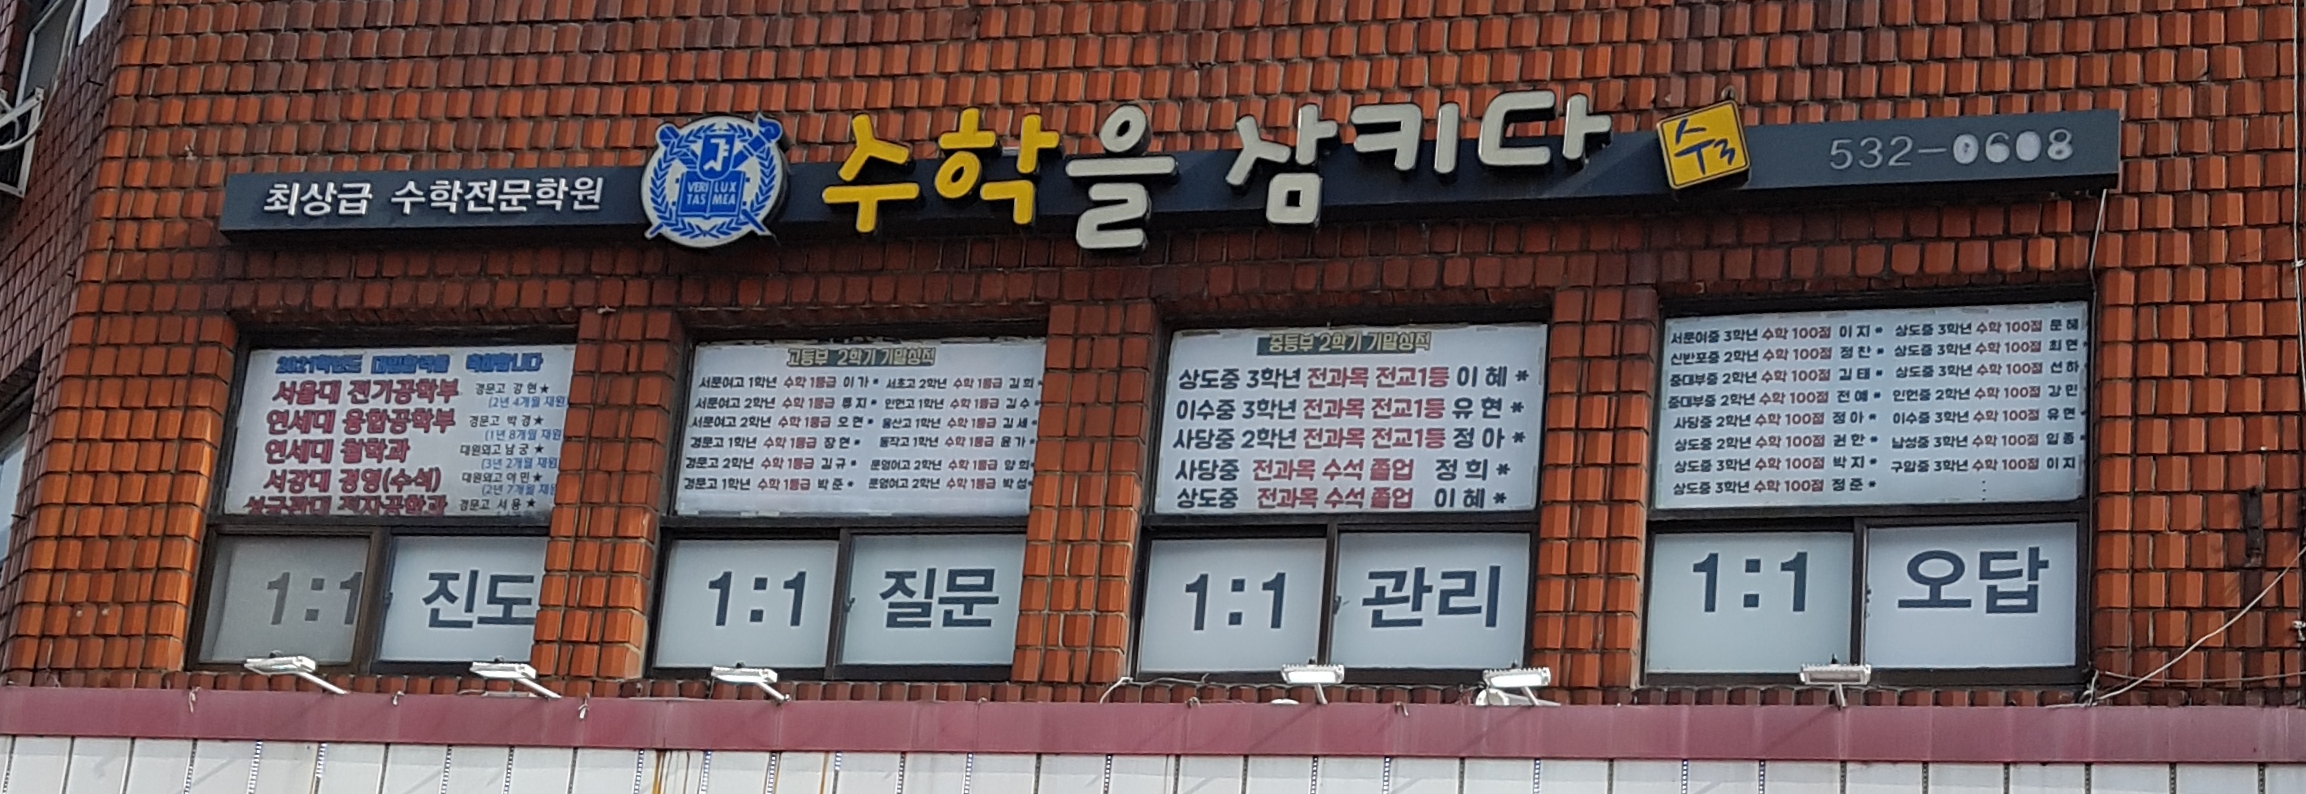 최상급 수학전문학원
VERI LUX
TAS MEA
수학을 삼키다
수3
532-0608
2021학년도 대입합격을 축하합니다
서울대 전기공학부 경문고 강현★
(2년 4개월 재원
연세대 융합공학부 경문고 박경★
(1년 8개월 재원
연세대 철학과 대원외고 남궁★
(3년 2개월 재원
서강대 경영(수석) 대원외고 이민★
(2년 7개월 재원
성균관대 전자공학과 경문고 서용★
고등부 2학기 기말성적
서문여고 1학년 수학 1등급 이가* 서초고 2학년 수학 1등급 김희*
서문여고 2학년 수학 1등급 류지* 인헌고 1학년 수학 1등급 김수*
서문여고 2학년 수학 1등급 오현* 용산고 1학년 수학 1등급 김세*
경문고 1학년 수학 1등급 장현* 동작고 1학년 수학 1등급 윤가*
경문고 2학년 수학 1등급 김규* 문영여고 2학년 수학 1등급 양희*
경문고 1학년 수학 1등급 박준* 문영여고 2학년 수학 1등급 박섬*
중등부 2학기 기말성적
상도중 3학년 전과목 전교1등 이혜*
이수중 3학년 전과목 전교1등 유현*
사당중 2학년 전과목 전교1등 정아*
사당중 전과목 수석 졸업 정희*
상도중 전과목 수석 졸업 이혜*
서문여중 3학년 수학 100점 이지* 상도중 3학년 수학 100점 문혜
신반포중 2학년 수학 100점 정찬* 상도중 3학년 수학 100점 최현*
중대부중 2학년 수학 100점 김태* 상도중 3학년 수학 100점 선하
중대부중 2학년 수학 100점 전예* 인헌중 2학년 수학 100점 강민
사당중 2학년 수학 100점 정아* 이수중 3학년 수학 100점 유현*
상도중 2학년 수학 100점 권한* 남성중 3학년 수학 100점 임종*
상도중 3학년 수학 100점 박지* 구암중 3학년 수학 100점 이지
상도중 3학년 수학 100점 정준*
1:1 진도
1:1 질문
1:1 관리
1:1 오답